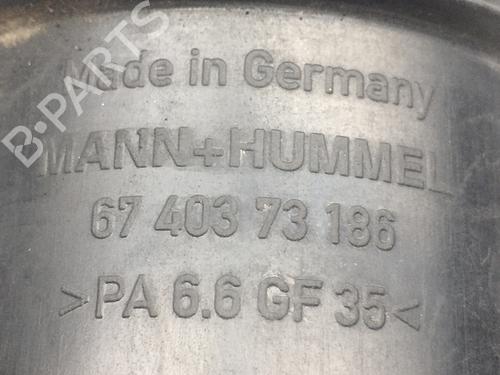 B-PARTS
Made in Germany
MANN+HUMMEL
67 403 73 186
>PA 6.6 GF 35<